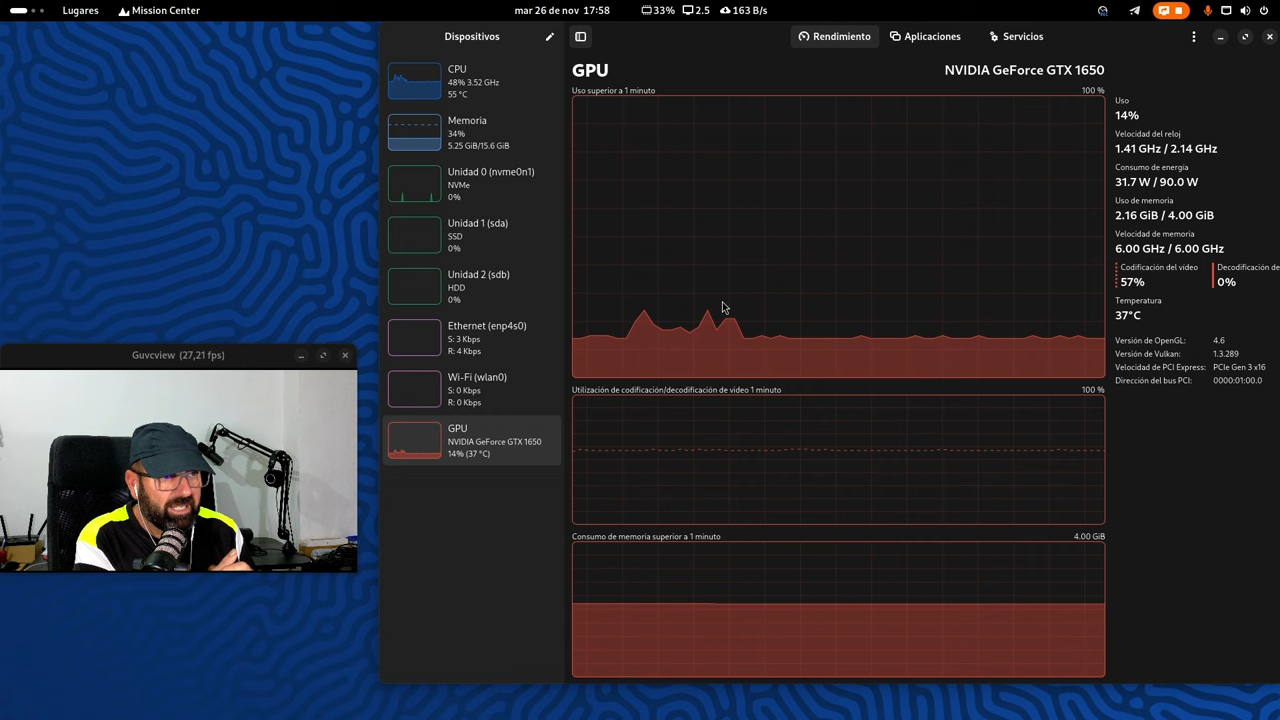 Lugares
Mission Center
mar 26 de nov 17:58
33%
2.5
163 B/s
Dispositivos
Rendimiento
Aplicaciones
Servicios
CPU
48% 3.52 GHz
55 °C
Memoria
34%
5.25 GiB/15.6 GiB
Unidad 0 (nvme0n1)
NVMe
0%
Unidad 1 (sda)
SSD
0%
Unidad 2 (sdb)
HDD
0%
Ethernet (enp4s0)
S: 3 Kbps
R: 4 Kbps
Wi-Fi (wlan0)
S: 0 Kbps
R: 0 Kbps
GPU
NVIDIA GeForce GTX 1650
14% (37 °C)
Guvcview (27,21 fps)
GPU
NVIDIA GeForce GTX 1650
Uso superior a 1 minuto
100 %
Utilización de codificación/decodificación de video 1 minuto
100 %
Consumo de memoria superior a 1 minuto
4.00 GiB
Uso
14%
Velocidad del reloj
1.41 GHz / 2.14 GHz
Consumo de energía
31.7 W / 90.0 W
Uso de memoria
2.16 GiB / 4.00 GiB
Velocidad de memoria
6.00 GHz / 6.00 GHz
Codificación del video
57%
Decodificación de
0%
Temperatura
37°C
Versión de OpenGL: 4.6
Versión de Vulkan: 1.3.289
Velocidad de PCI Express: PCIe Gen 3 x16
Dirección del bus PCI: 0000:01:00.0